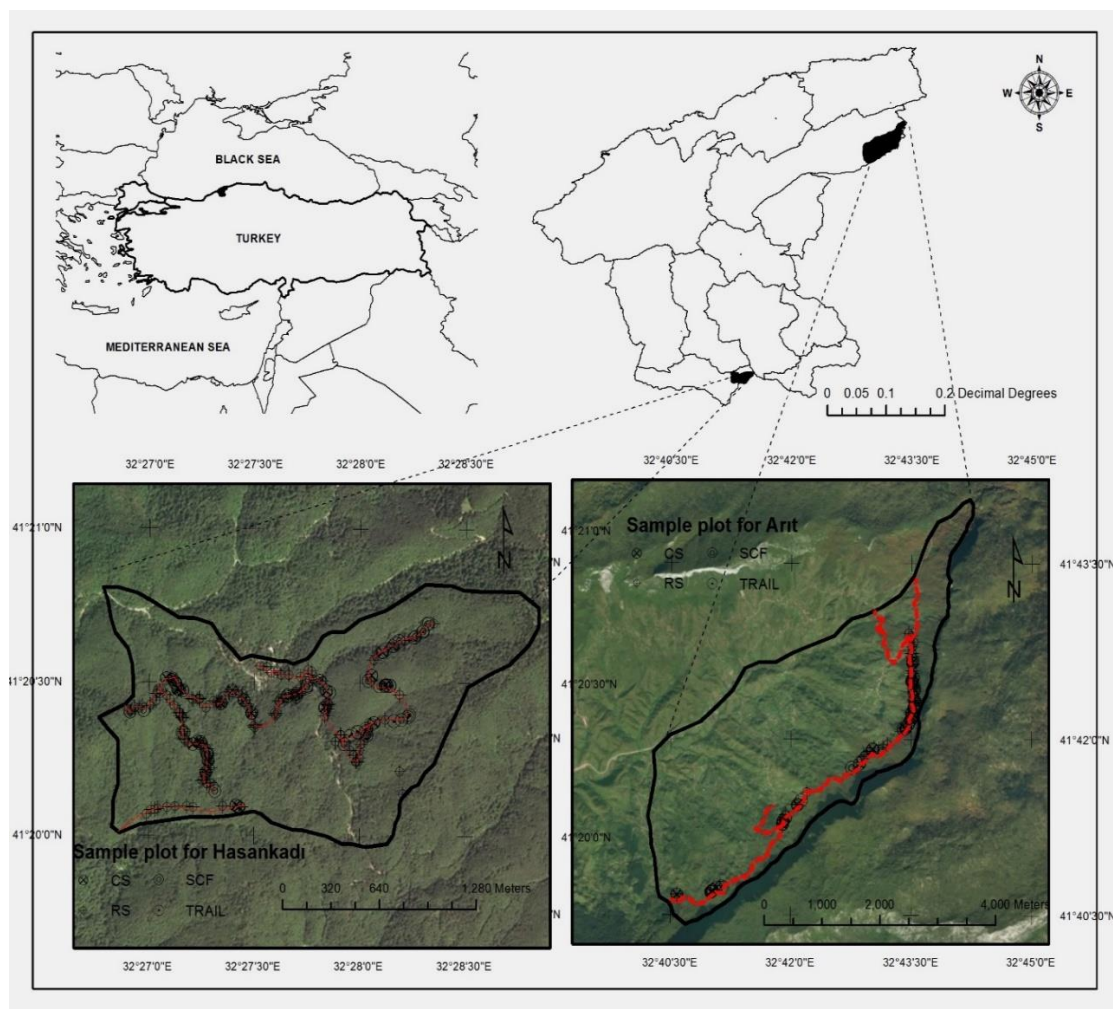 N
W E
S
BLACK SEA
TURKEY
MEDITERRANEAN SEA
0 0.05 0.1 0.2 Decimal Degrees
32°27'0"E 32°27'30"E 32°28'0"E 32°28'30"E
41°21'0"N
41°20'30"N
41°20'0"N
N
Sample plot for Hasankadi
CS SCF
RS TRAIL
0 320 640 1,280 Meters
32°27'0"E 32°27'30"E 32°28'0"E 32°28'30"E
32°40'30"E 32°42'0"E 32°43'30"E 32°45'0"E
41°21'0"N
41°20'30"N
41°20'0"N
Sample plot for Arıt
CS SCF
RS TRAIL
N
41°43'30"N
41°42'0"N
41°40'30"N
0 1,000 2,000 4,000 Meters
32°40'30"E 32°42'0"E 32°43'30"E 32°45'0"E